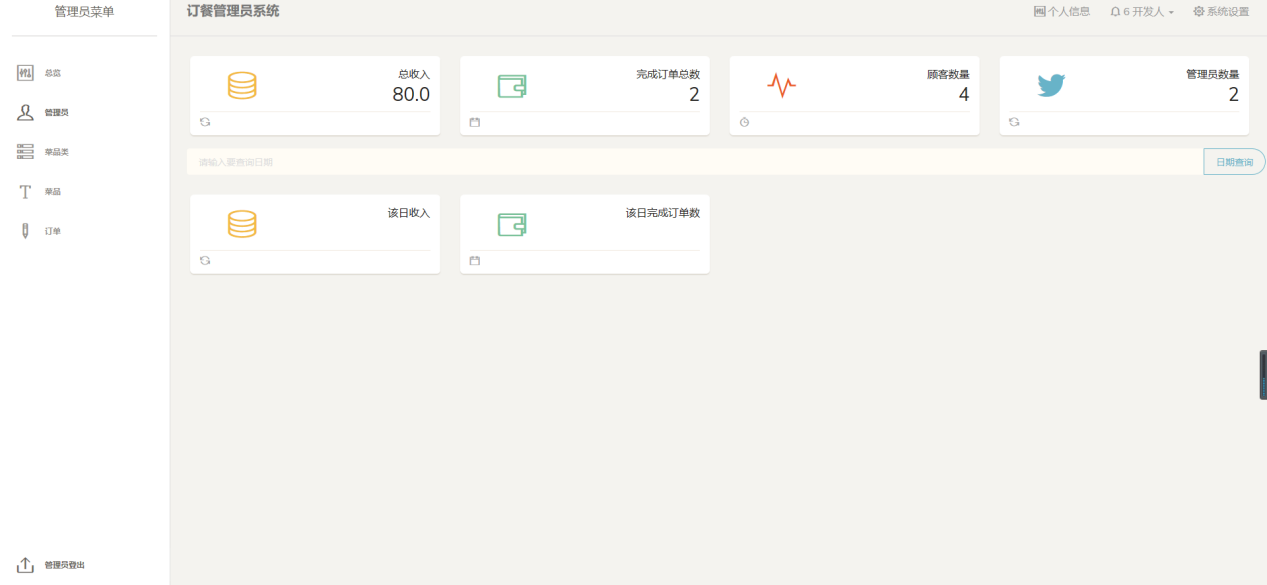 管理员菜单
订餐管理员系统
个人信息
6 开发人
系统设置
总览
管理员
菜品类
菜品
订单
管理员登出
总收入
80.0
完成订单总数
2
顾客数量
4
管理员数量
2
请输入要查询日期
日期查询
该日收入
该日完成订单数